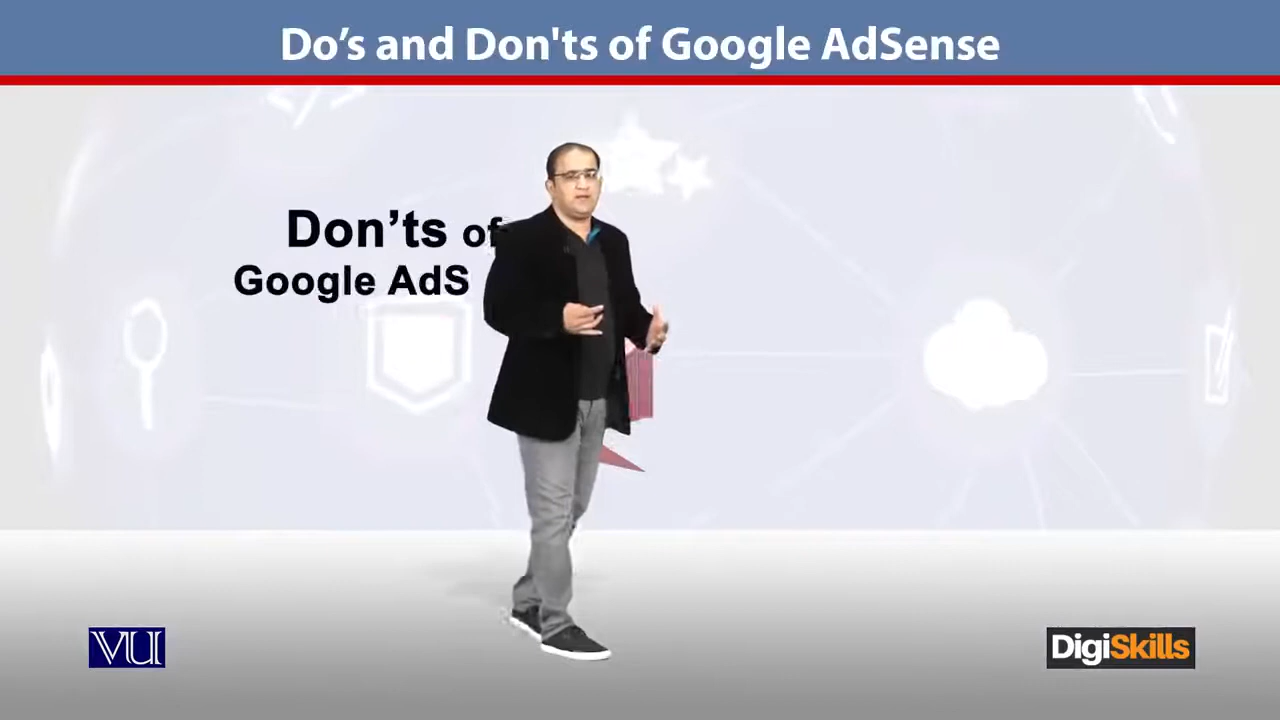 Do’s and Don'ts of Google AdSense
Don’ts of
Google AdS
VU
DigiSkills